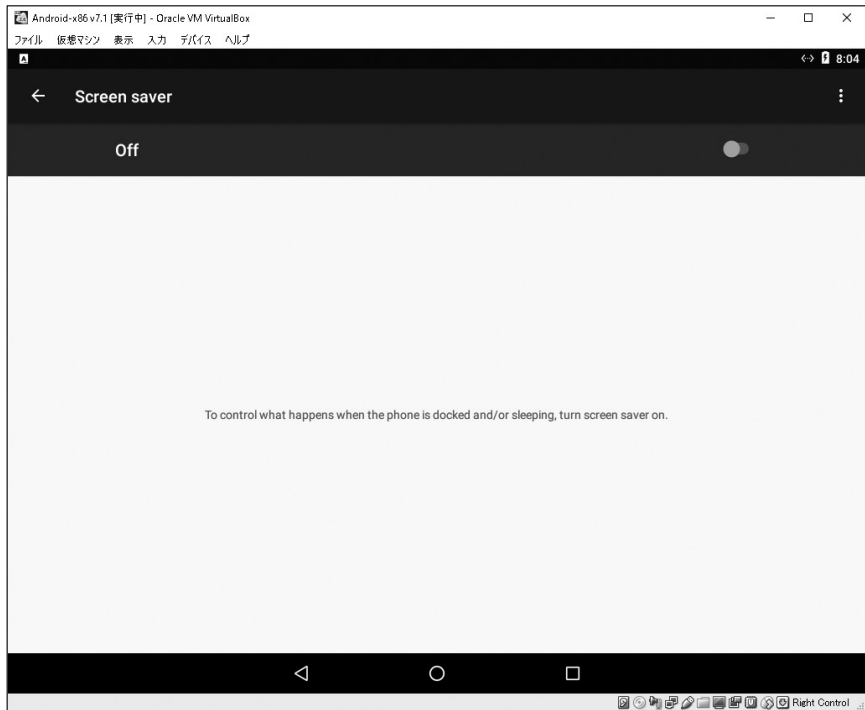 Android-x86 v7.1 [実行中] - Oracle VM VirtualBox
ファイル 仮想マシン 表示 入力 デバイス ヘルプ
A 8:04
Screen saver
Off
To control what happens when the phone is docked and/or sleeping, turn screen saver on.
Right Control